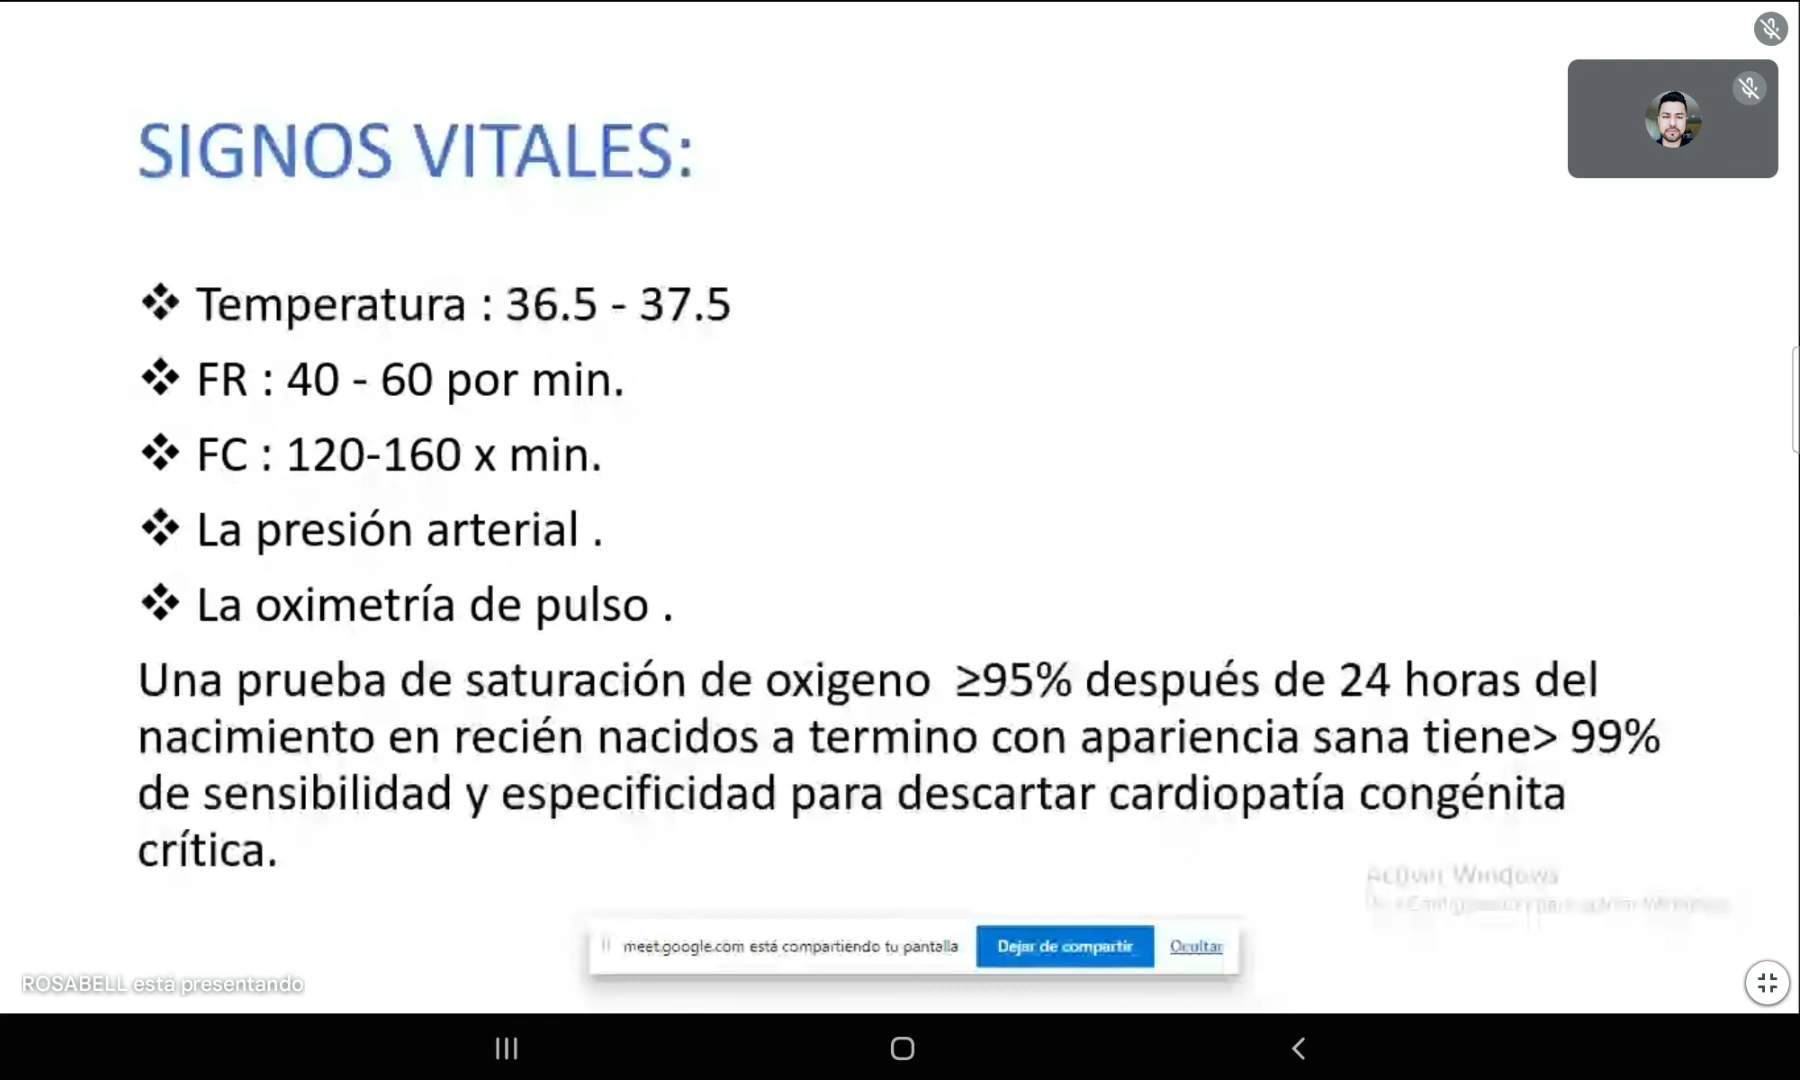 SIGNOS VITALES:
❖ Temperatura : 36.5 - 37.5
❖ FR : 40 - 60 por min.
❖ FC : 120-160 x min.
❖ La presión arterial .
❖ La oximetría de pulso .
Una prueba de saturación de oxigeno ≥95% después de 24 horas del
nacimiento en recién nacidos a termino con apariencia sana tiene> 99%
de sensibilidad y especificidad para descartar cardiopatía congénita
crítica.
Activar Windows
meet.google.com está compartiendo tu pantalla Dejar de compartir Ocultar
ROSABELL está presentando